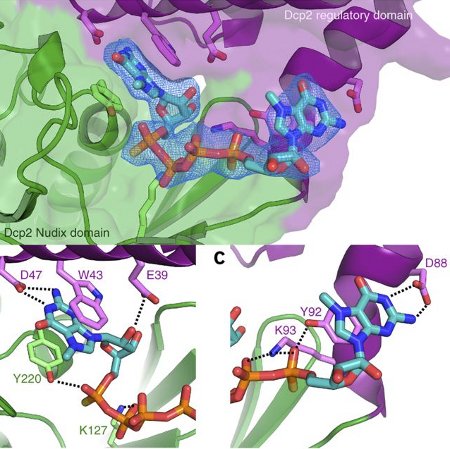 Dcp2 regulatory domain
Dcp2 Nudix domain
D47
W43
E39
Y220
K127
C
D88
Y92
K93